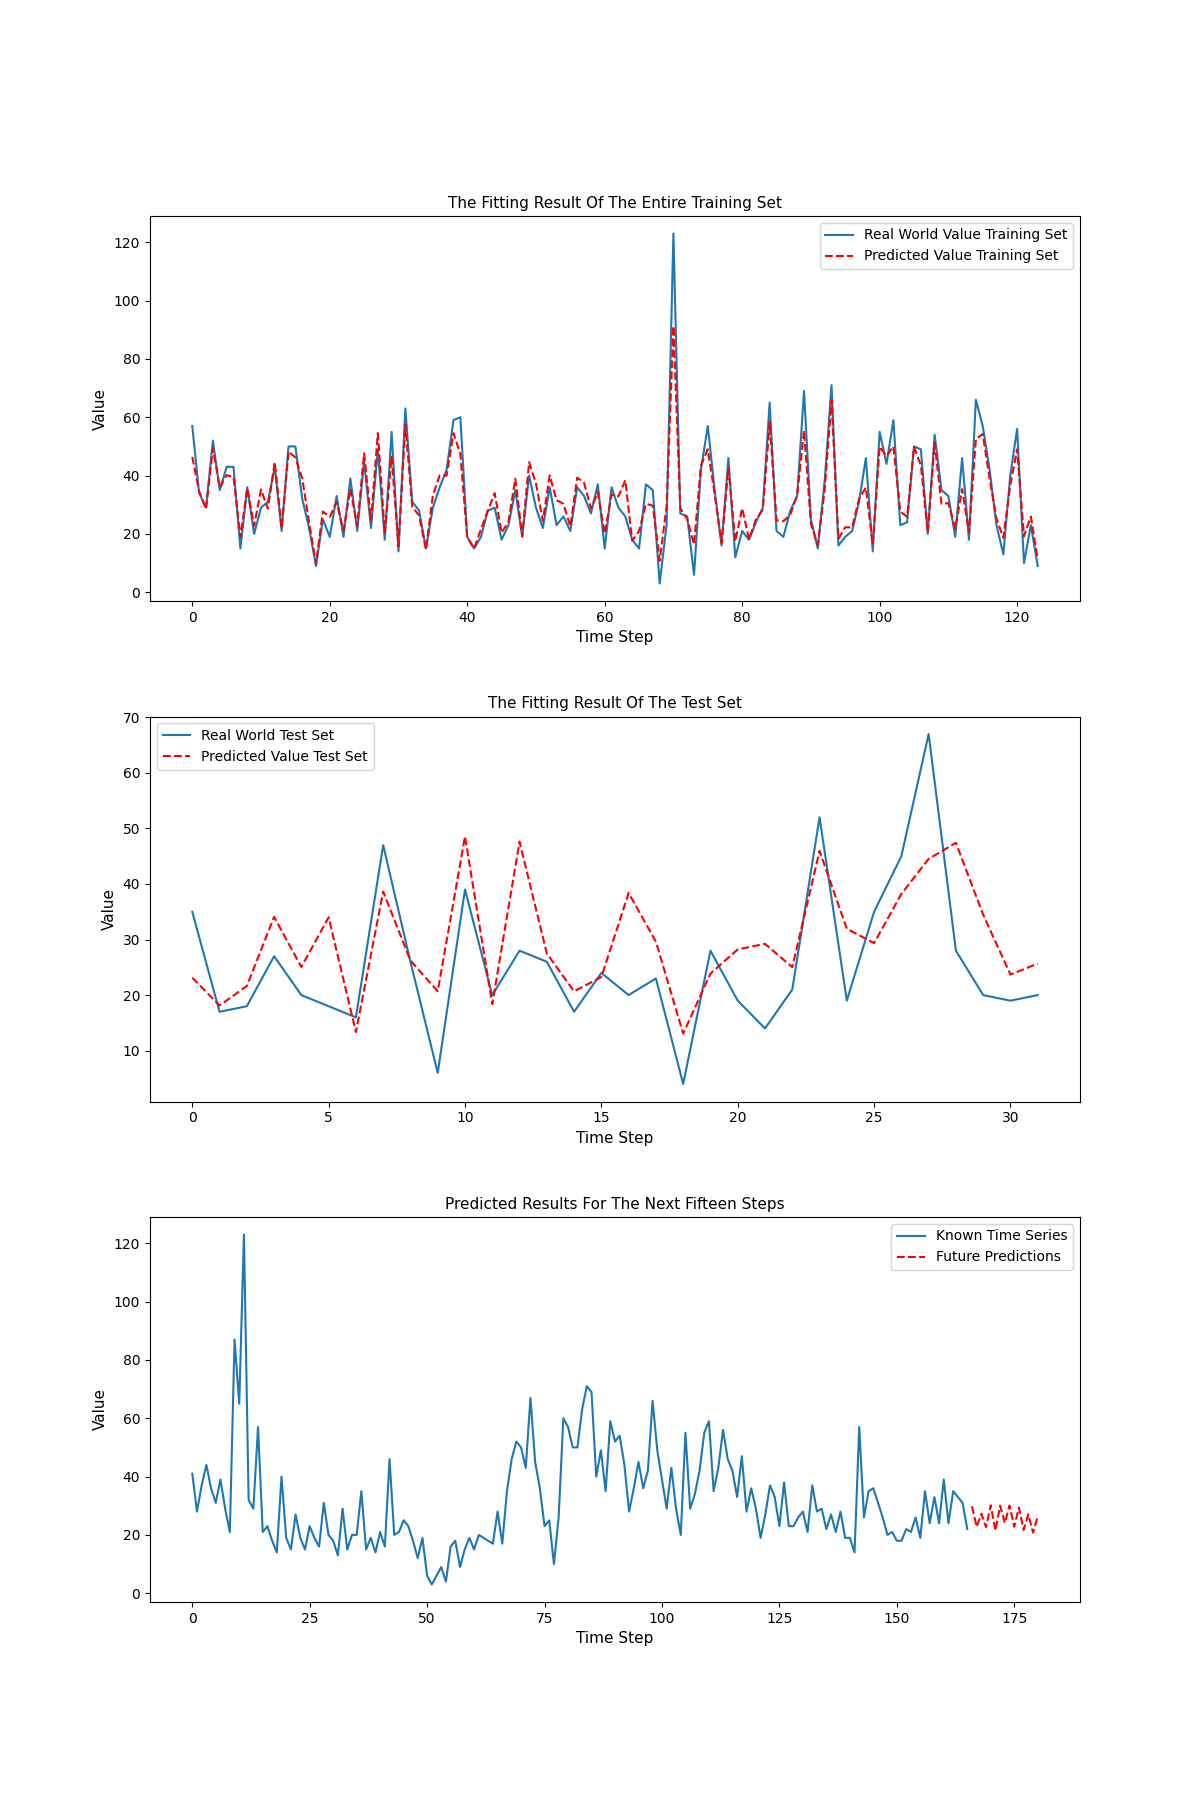 The Fitting Result Of The Entire Training Set
Real World Value Training Set
Predicted Value Training Set
120
100
80
60
40
20
0
Value
0 20 40 60 80 100 120
Time Step
The Fitting Result Of The Test Set
Real World Test Set
Predicted Value Test Set
70
60
50
40
30
20
10
Value
0 5 10 15 20 25 30
Time Step
Predicted Results For The Next Fifteen Steps
Known Time Series
Future Predictions
120
100
80
60
40
20
0
Value
0 25 50 75 100 125 150 175
Time Step